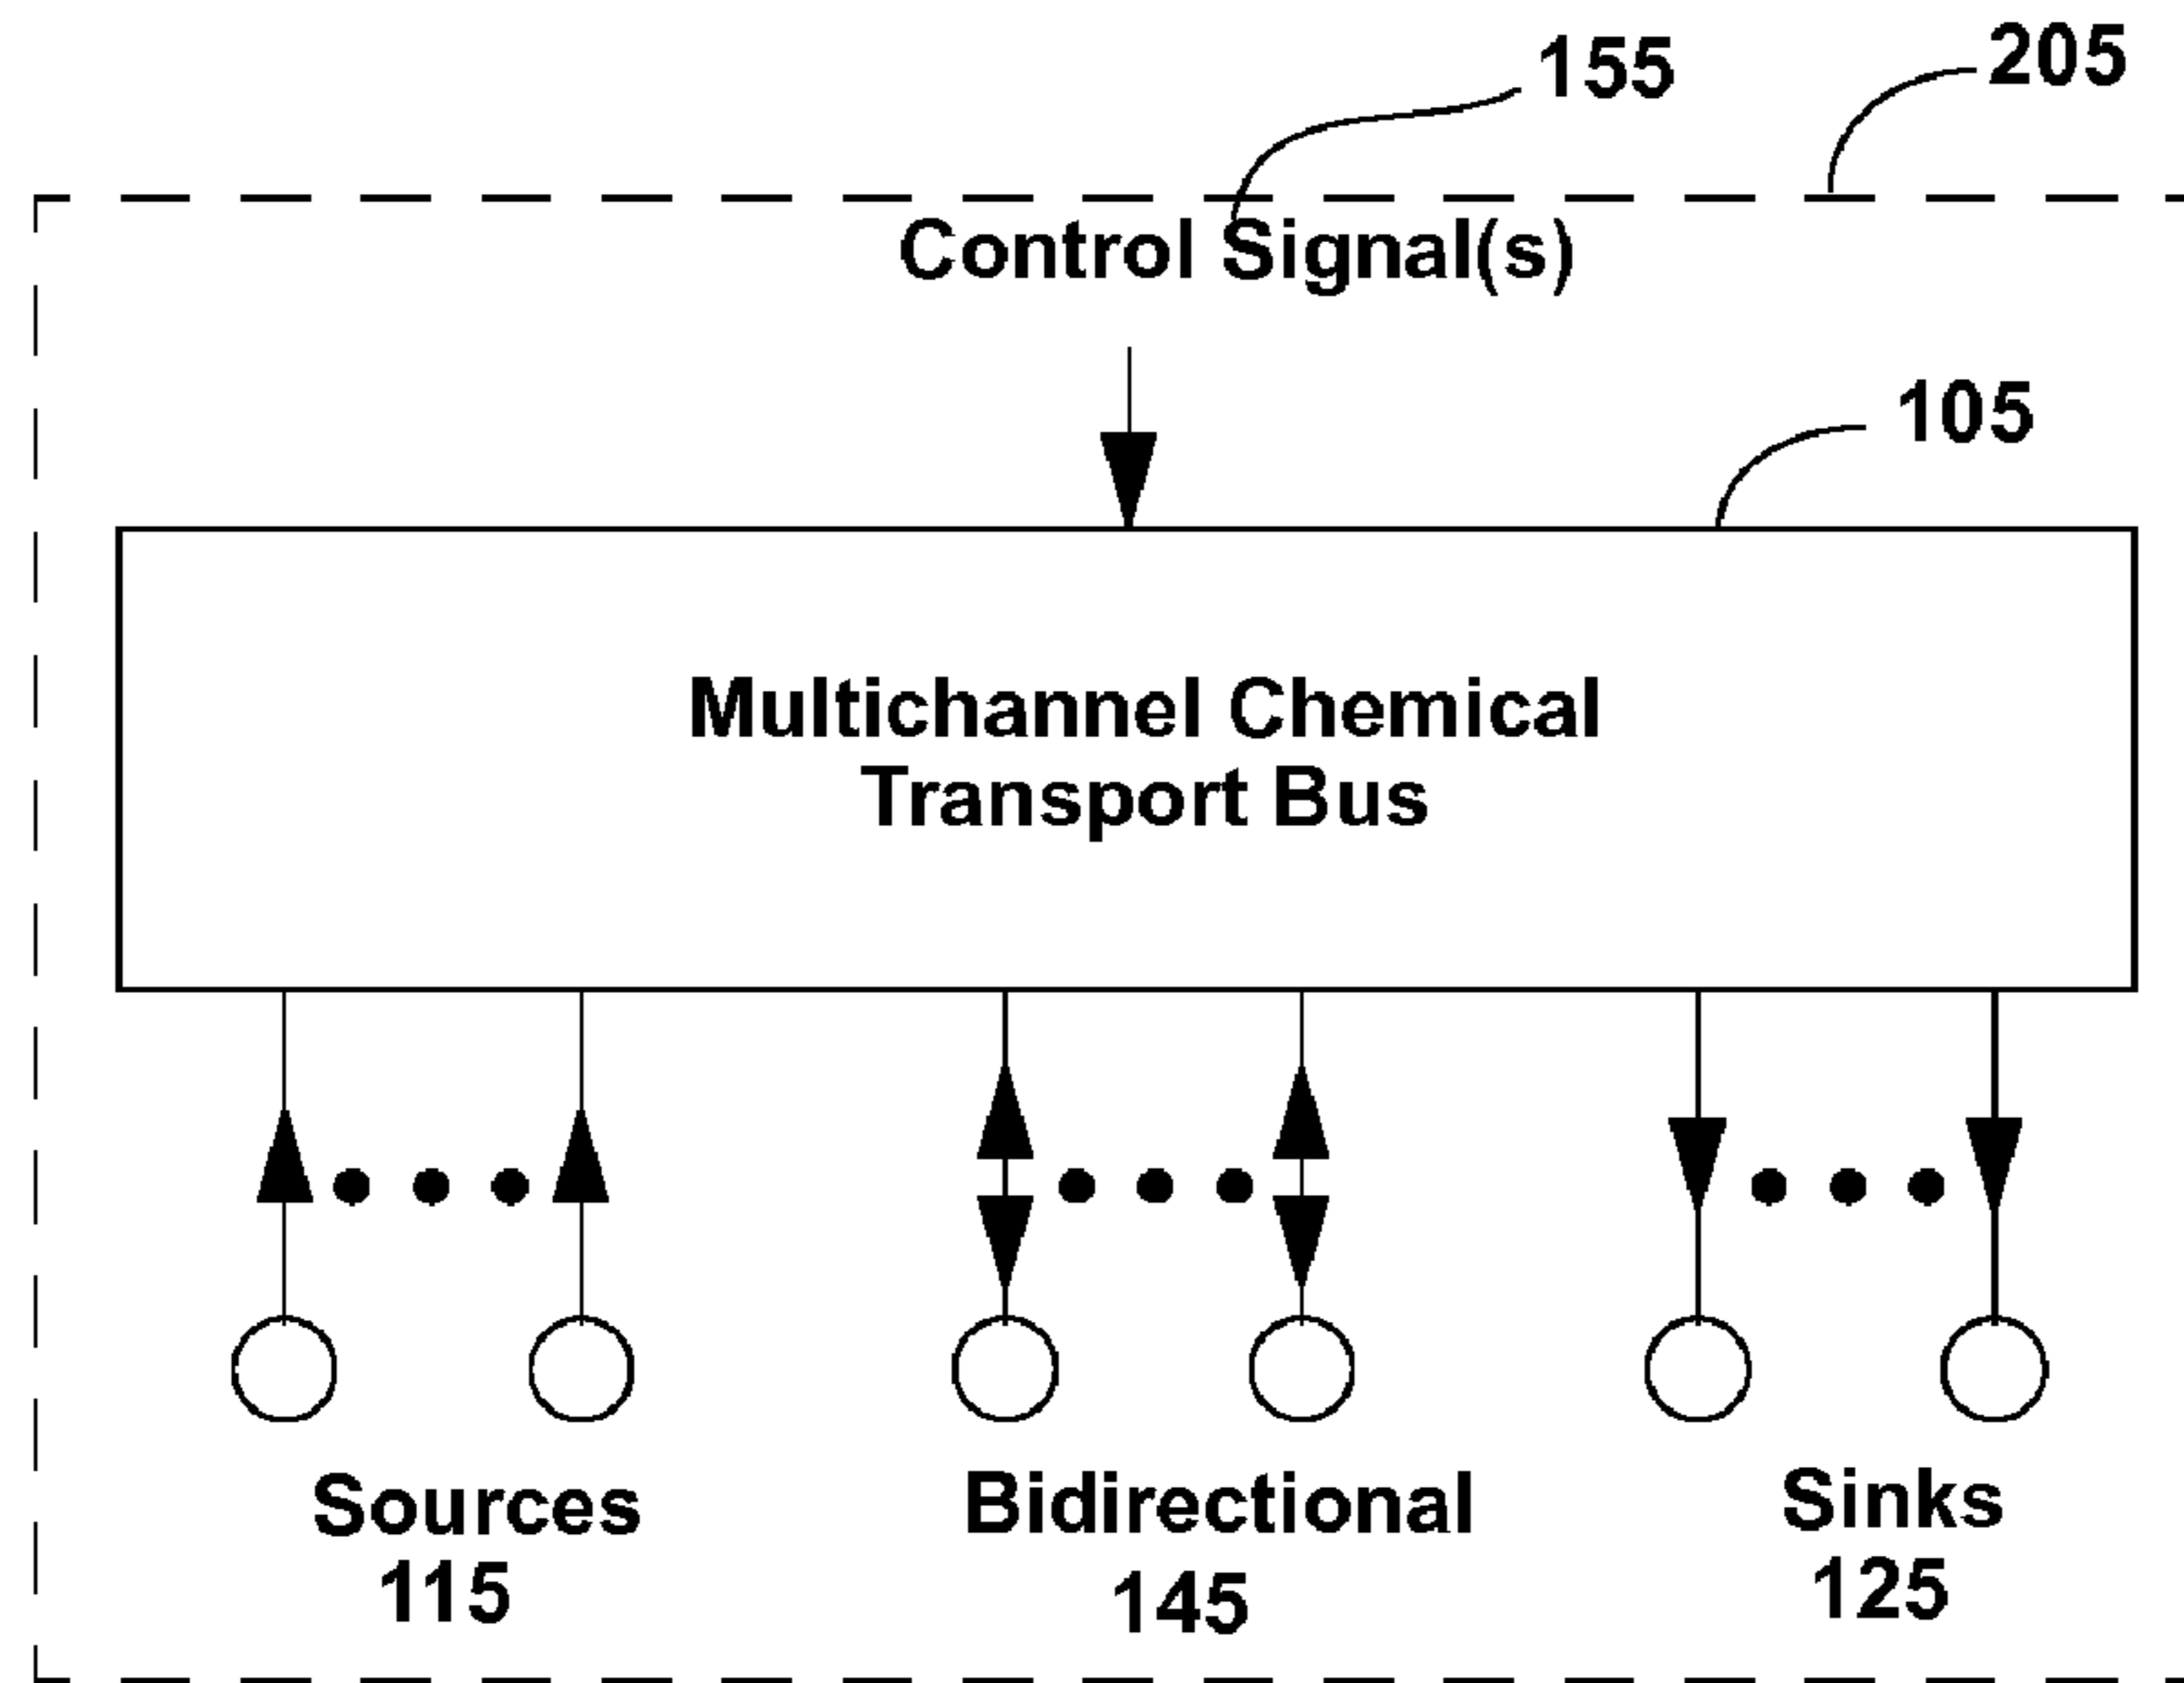 155
205
Control Signal(s)
105
Multichannel Chemical
Transport Bus
Sources
115
Bidirectional
145
Sinks
125